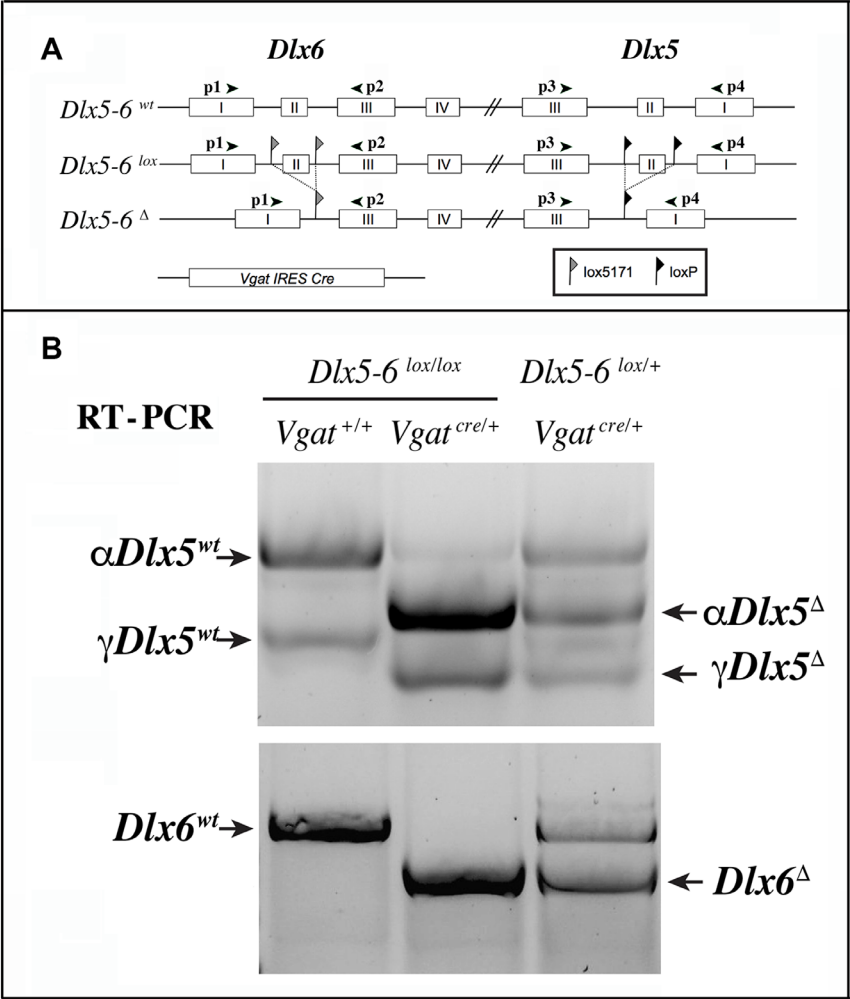 A
Dlx6 Dlx5
p1 p2 p3 p4
Dlx5-6 wt I II III IV // III II I
p1 p2 p3 p4
Dlx5-6 lox I II III IV // III II I
p1 p2 p3 p4
Dlx5-6 Δ I III IV // III I
Vgat IRES Cre
lox5171 loxP
B
Dlx5-6 lox/lox Dlx5-6 lox/+
RT-PCR
Vgat +/+ Vgat cre/+ Vgat cre/+
αDlx5wt
αDlx5Δ
γDlx5wt
γDlx5Δ
Dlx6wt
Dlx6Δ